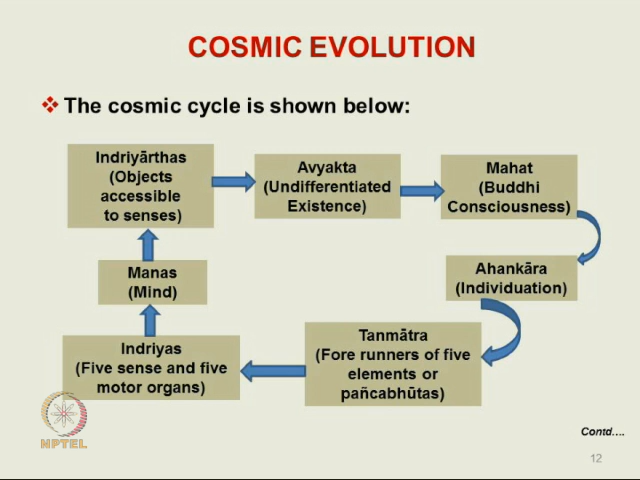 COSMIC EVOLUTION
❖ The cosmic cycle is shown below:
Indriyārthas
(Objects
accessible
to senses)
Avyakta
(Undifferentiated
Existence)
Mahat
(Buddhi
Consciousness)
Ahankāra
(Individuation)
Tanmātra
(Fore runners of five
elements or
pañcabhūtas)
Indriyas
(Five sense and five
motor organs)
Manas
(Mind)
NPTEL
Contd....
12